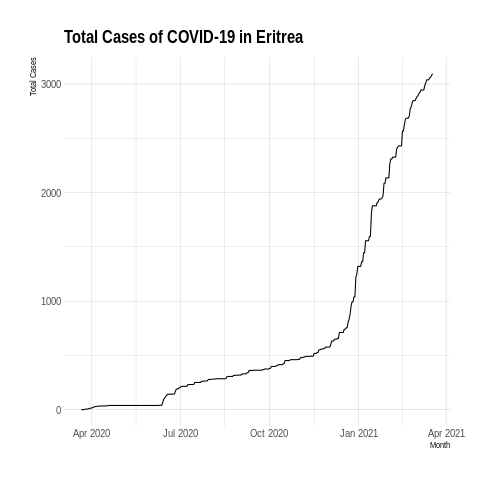 Total Cases of COVID-19 in Eritrea
Total Cases
3000
2000
1000
0
Apr 2020 Jul 2020 Oct 2020 Jan 2021 Apr 2021
Month